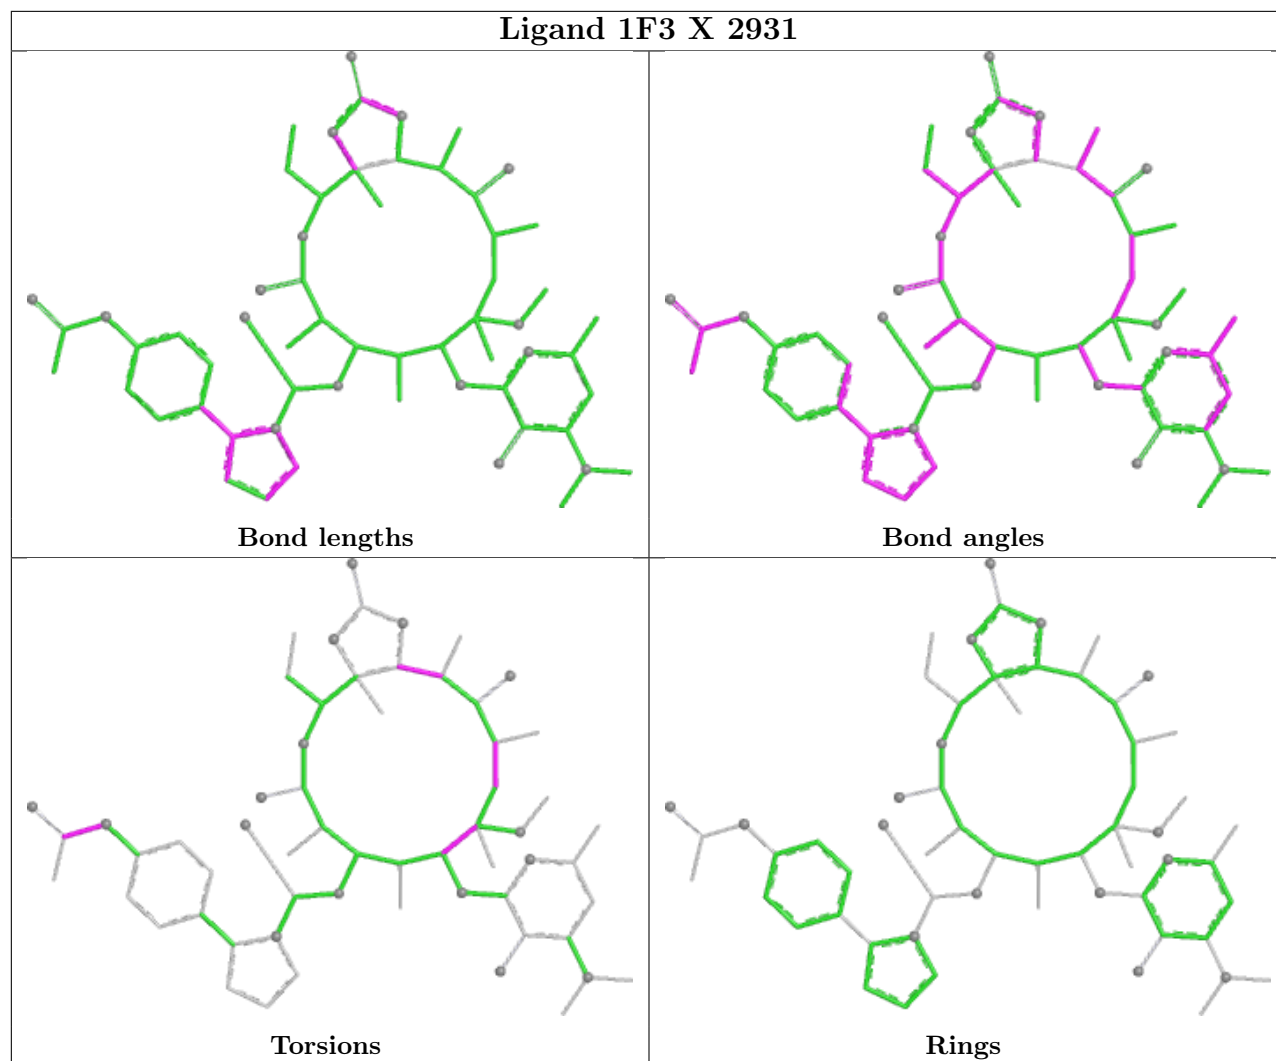 Ligand 1F3 X 2931
Bond lengths
Bond angles
Torsions
Rings